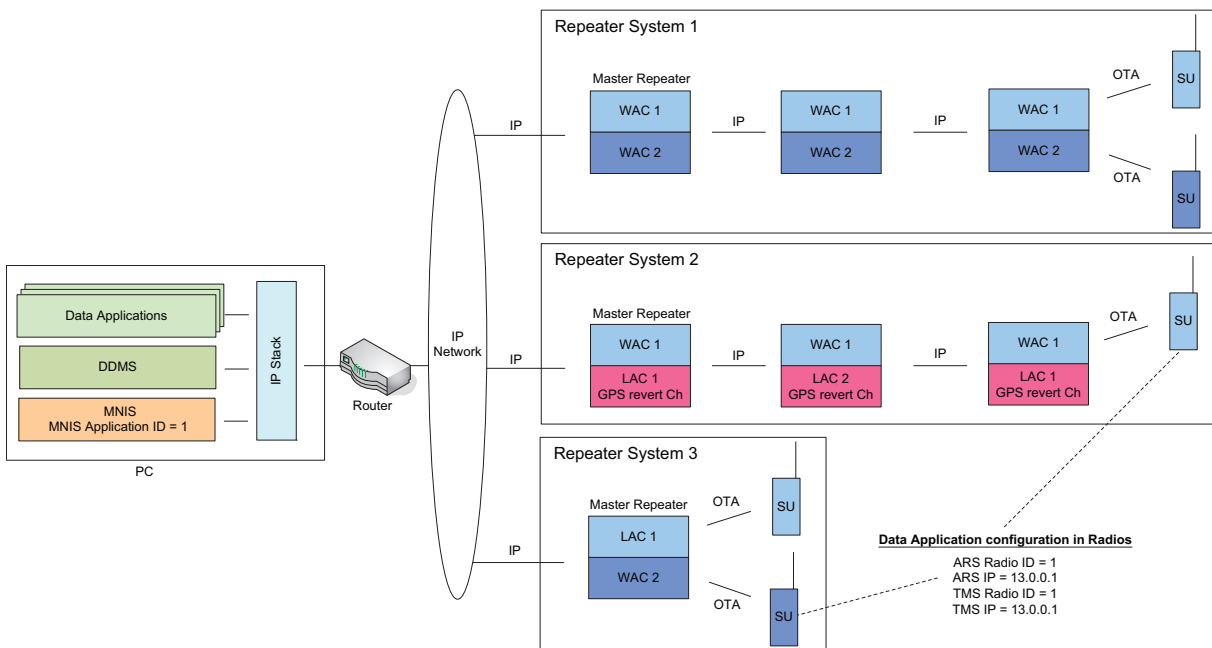 Repeater System 1
Master Repeater
WAC 1
WAC 2
IP
WAC 1
WAC 2
IP
WAC 1
WAC 2
OTA
OTA
SU
SU
IP
Repeater System 2
Master Repeater
WAC 1
LAC 1
GPS revert Ch
IP
WAC 1
LAC 2
GPS revert Ch
IP
WAC 1
LAC 1
GPS revert Ch
OTA
SU
IP
Data Applications
DDMS
MNIS
MNIS Application ID = 1
IP Stack
PC
Router
IP
Network
Repeater System 3
Master Repeater
LAC 1
WAC 2
OTA
OTA
SU
SU
IP
Data Application configuration in Radios
ARS Radio ID = 1
ARS IP = 13.0.0.1
TMS Radio ID = 1
TMS IP = 13.0.0.1